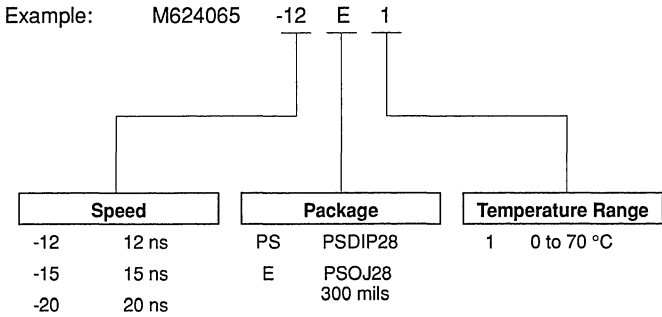 Example: M624065 -12 E 1
Speed
-12 12 ns
-15 15 ns
-20 20 ns
Package
PS PSDIP28
E PSOJ28
300 mils
Temperature Range
1 0 to 70 °C